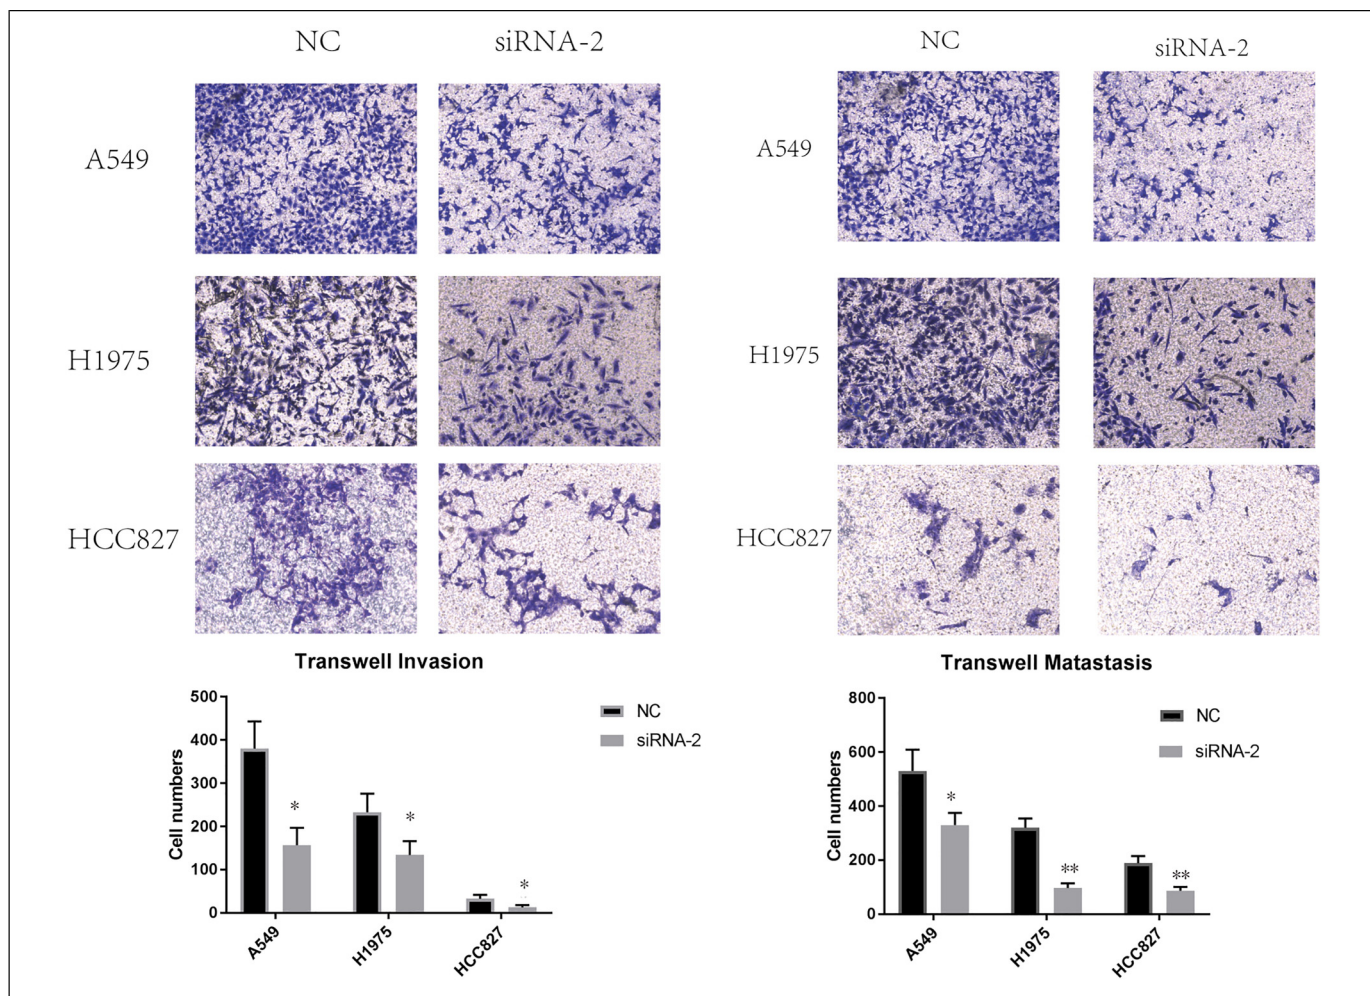 NC siRNA-2
A549
H1975
HCC827
Transwell Invasion
500
400
300
200
100
0
Cell numbers
NC
siRNA-2
*
*
*
A549
H1975
HCC827
NC siRNA-2
A549
H1975
HCC827
Transwell Matastasis
800
600
400
200
0
Cell numbers
NC
siRNA-2
*
**
**
A549
H1975
HCC827